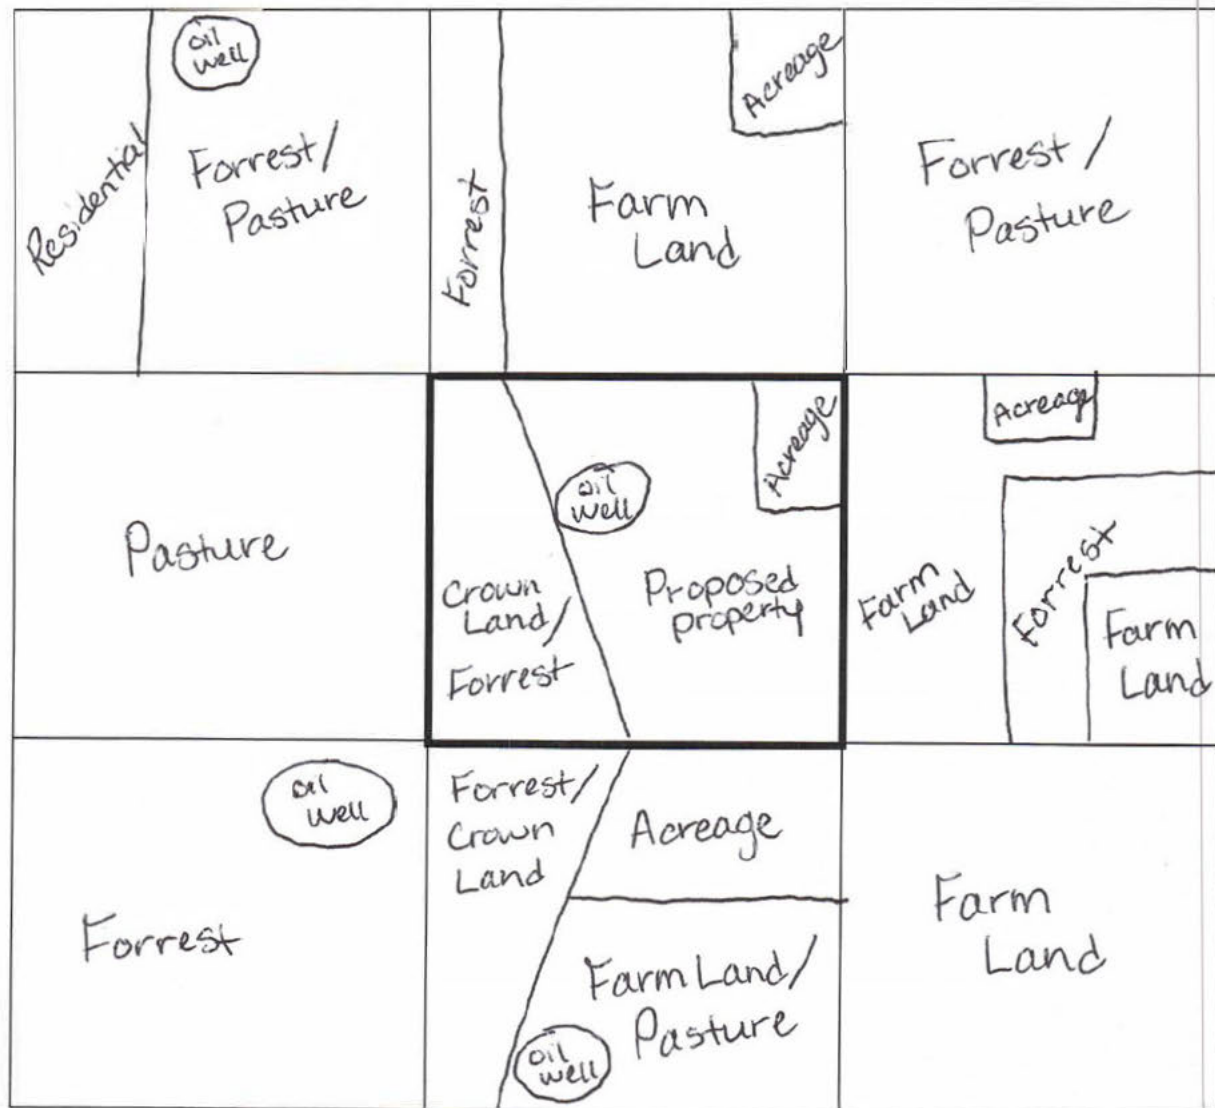 oil
well
Residential
Forrest/
Pasture
Forrest
Farm
Land
Acreage
Forrest/
Pasture
Pasture
Crown
Land/
Forrest
oil
well
Proposed
property
Acreage
Acreage
Farm
Land
Forrest
Farm
Land
oil
well
Forrest
Forrest/
Crown
Land
Acreage
Farm Land/
Pasture
oil
well
Farm
Land